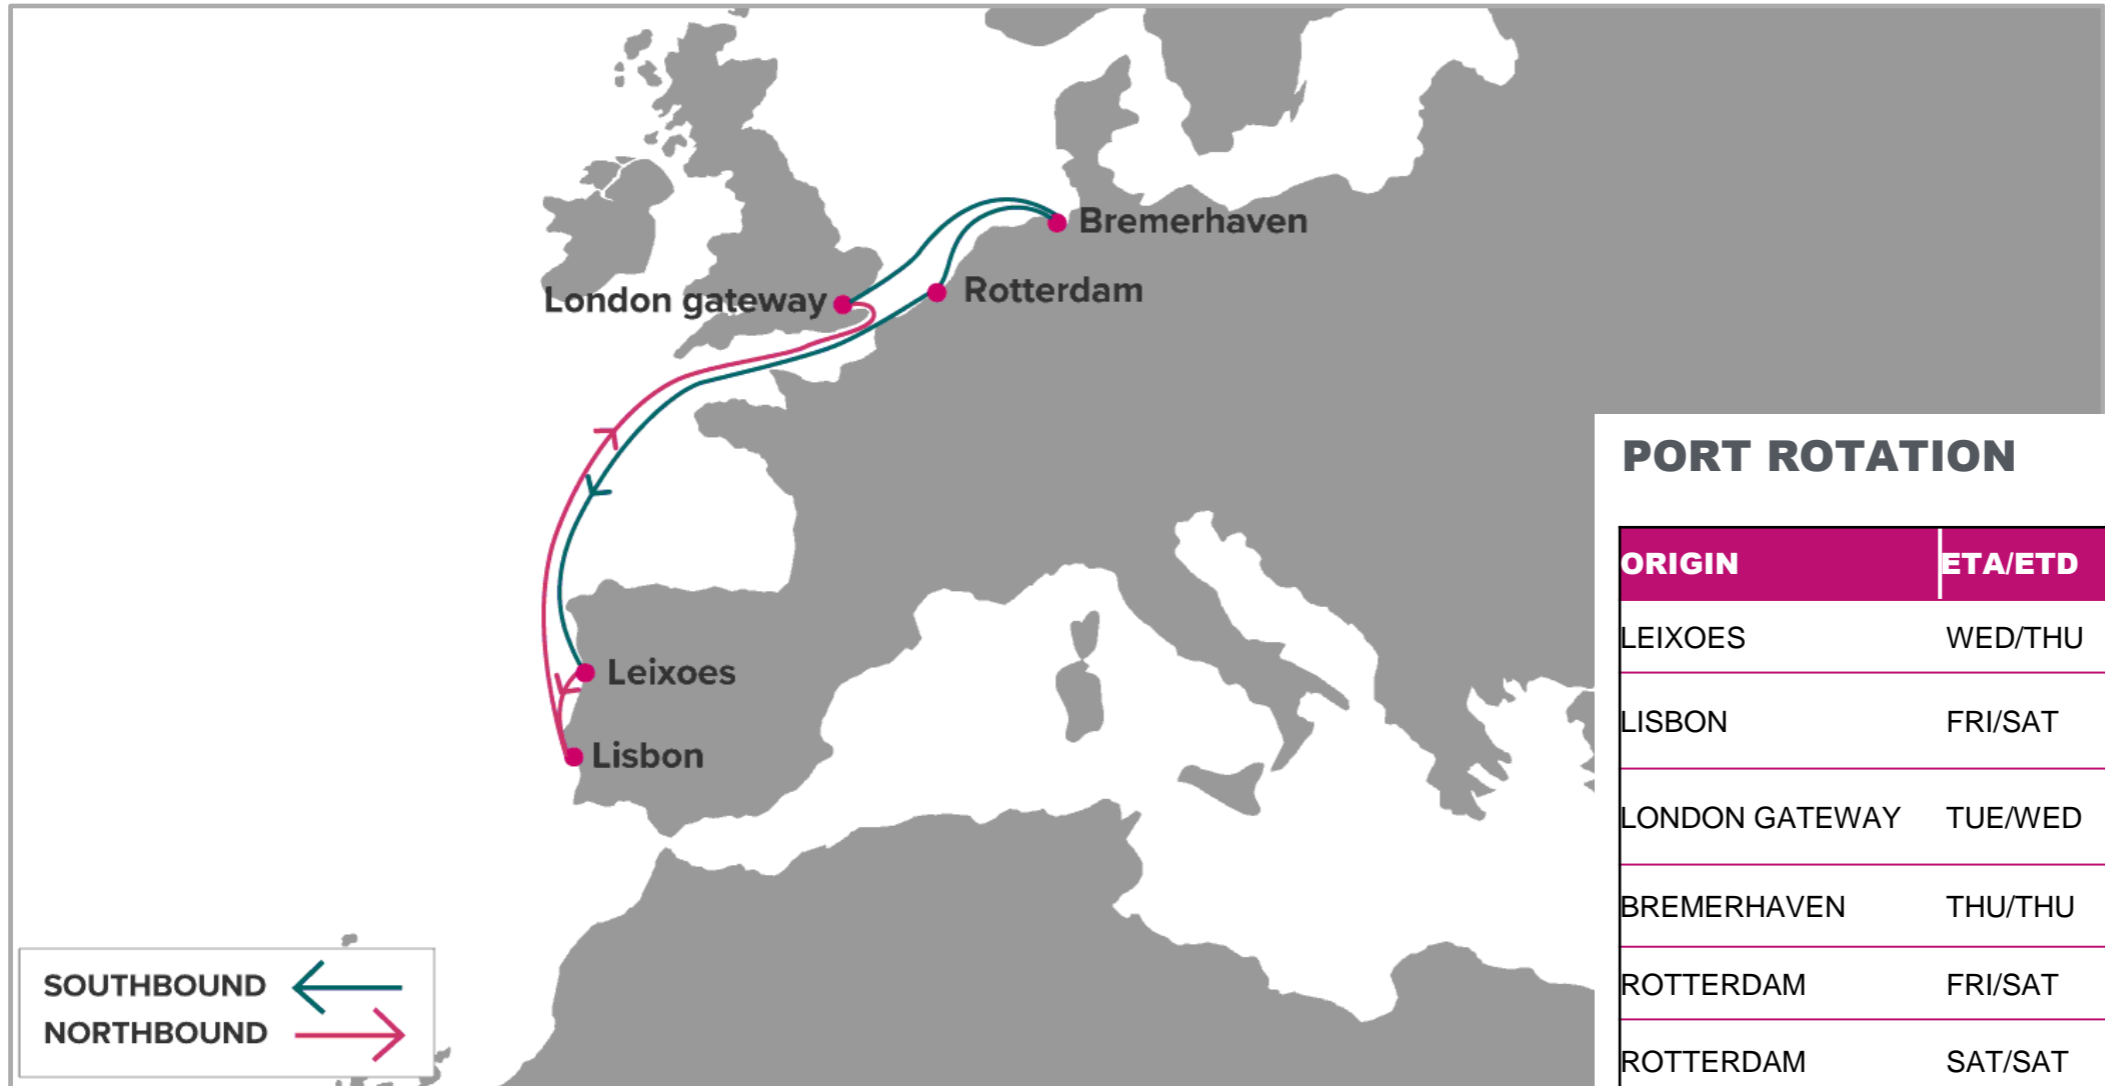 Bremerhaven
Rotterdam
London gateway
Leixoes
Lisbon
SOUTHBOUND
NORTHBOUND
PORT ROTATION
ORIGIN ETA/ETD
LEIXOES WED/THU
LISBON FRI/SAT
LONDON GATEWAY TUE/WED
BREMERHAVEN THU/THU
ROTTERDAM FRI/SAT
ROTTERDAM SAT/SAT